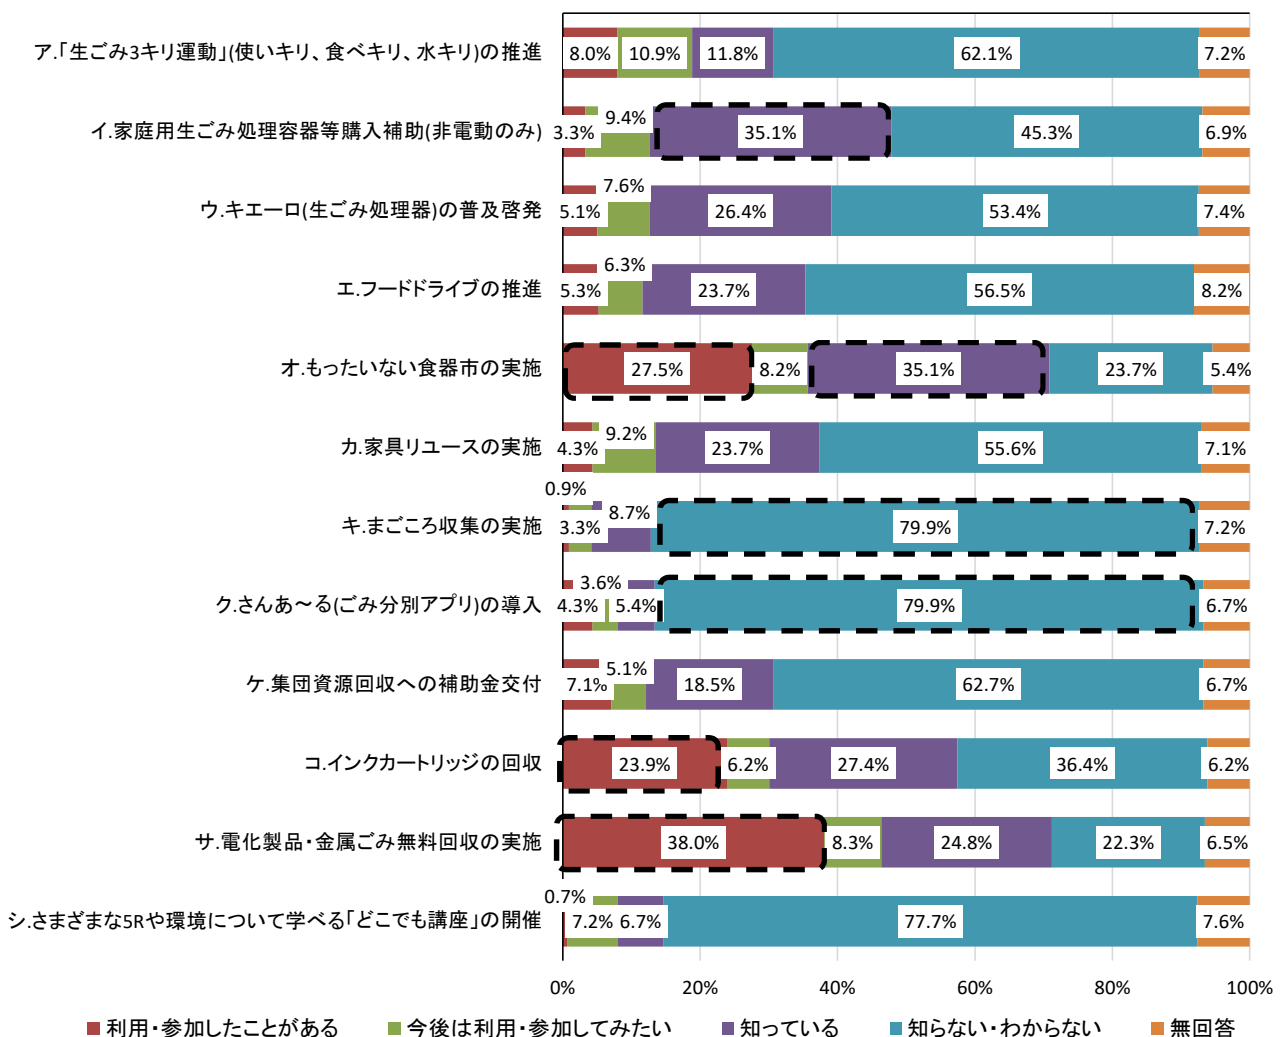 ア.「生ごみ3キリ運動」(使いキリ、食べキリ、水キリ)の推進
8.0% 10.9% 11.8% 62.1% 7.2%
イ.家庭用生ごみ処理容器等購入補助(非電動のみ)
3.3% 9.4% 35.1% 45.3% 6.9%
ウ.キエーロ(生ごみ処理器)の普及啓発
5.1% 7.6% 26.4% 53.4% 7.4%
エ.フードドライブの推進
5.3% 6.3% 23.7% 56.5% 8.2%
オ.もったいない食器市の実施
27.5% 8.2% 35.1% 23.7% 5.4%
カ.家具リユースの実施
4.3% 9.2% 23.7% 55.6% 7.1%
キ.まごころ収集の実施
0.9% 3.3% 8.7% 79.9% 7.2%
ク.さんあ～る(ごみ分別アプリ)の導入
4.3% 3.6% 5.4% 79.9% 6.7%
ケ.集団資源回収への補助金交付
7.1% 5.1% 18.5% 62.7% 6.7%
コ.インクカートリッジの回収
23.9% 6.2% 27.4% 36.4% 6.2%
サ.電化製品・金属ごみ無料回収の実施
38.0% 8.3% 24.8% 22.3% 6.5%
シ.さまざまな5Rや環境について学べる「どこでも講座」の開催
0.7% 7.2% 6.7% 77.7% 7.6%
0% 20% 40% 60% 80% 100%
利用・参加したことがある 今後は利用・参加してみたい 知っている 知らない・わからない 無回答